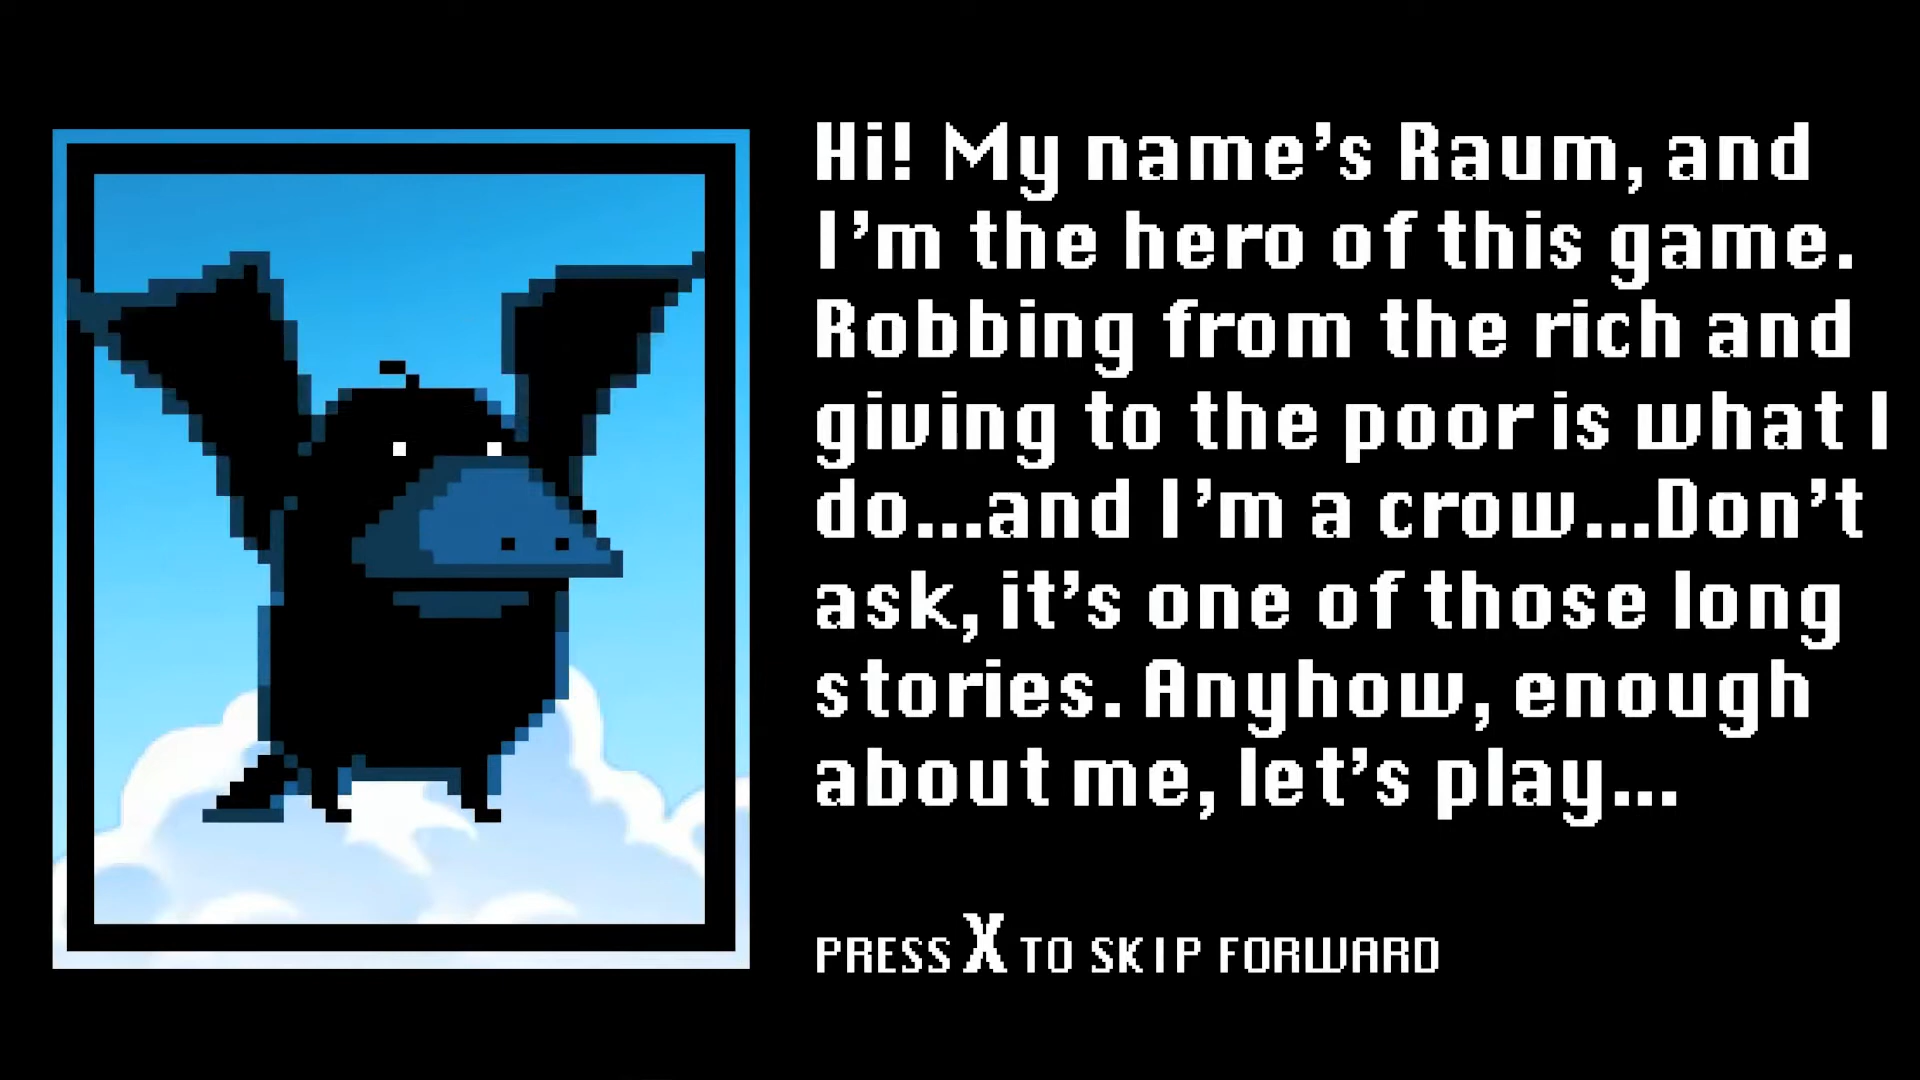 Hi! My name's Raum, and
I'm the hero of this game.
Robbing from the rich and
giving to the poor is what I
do...and I'm a crow...Don't
ask, it's one of those long
stories. Anyhow, enough
about me, let's play...
PRESS X TO SKIP FORWARD